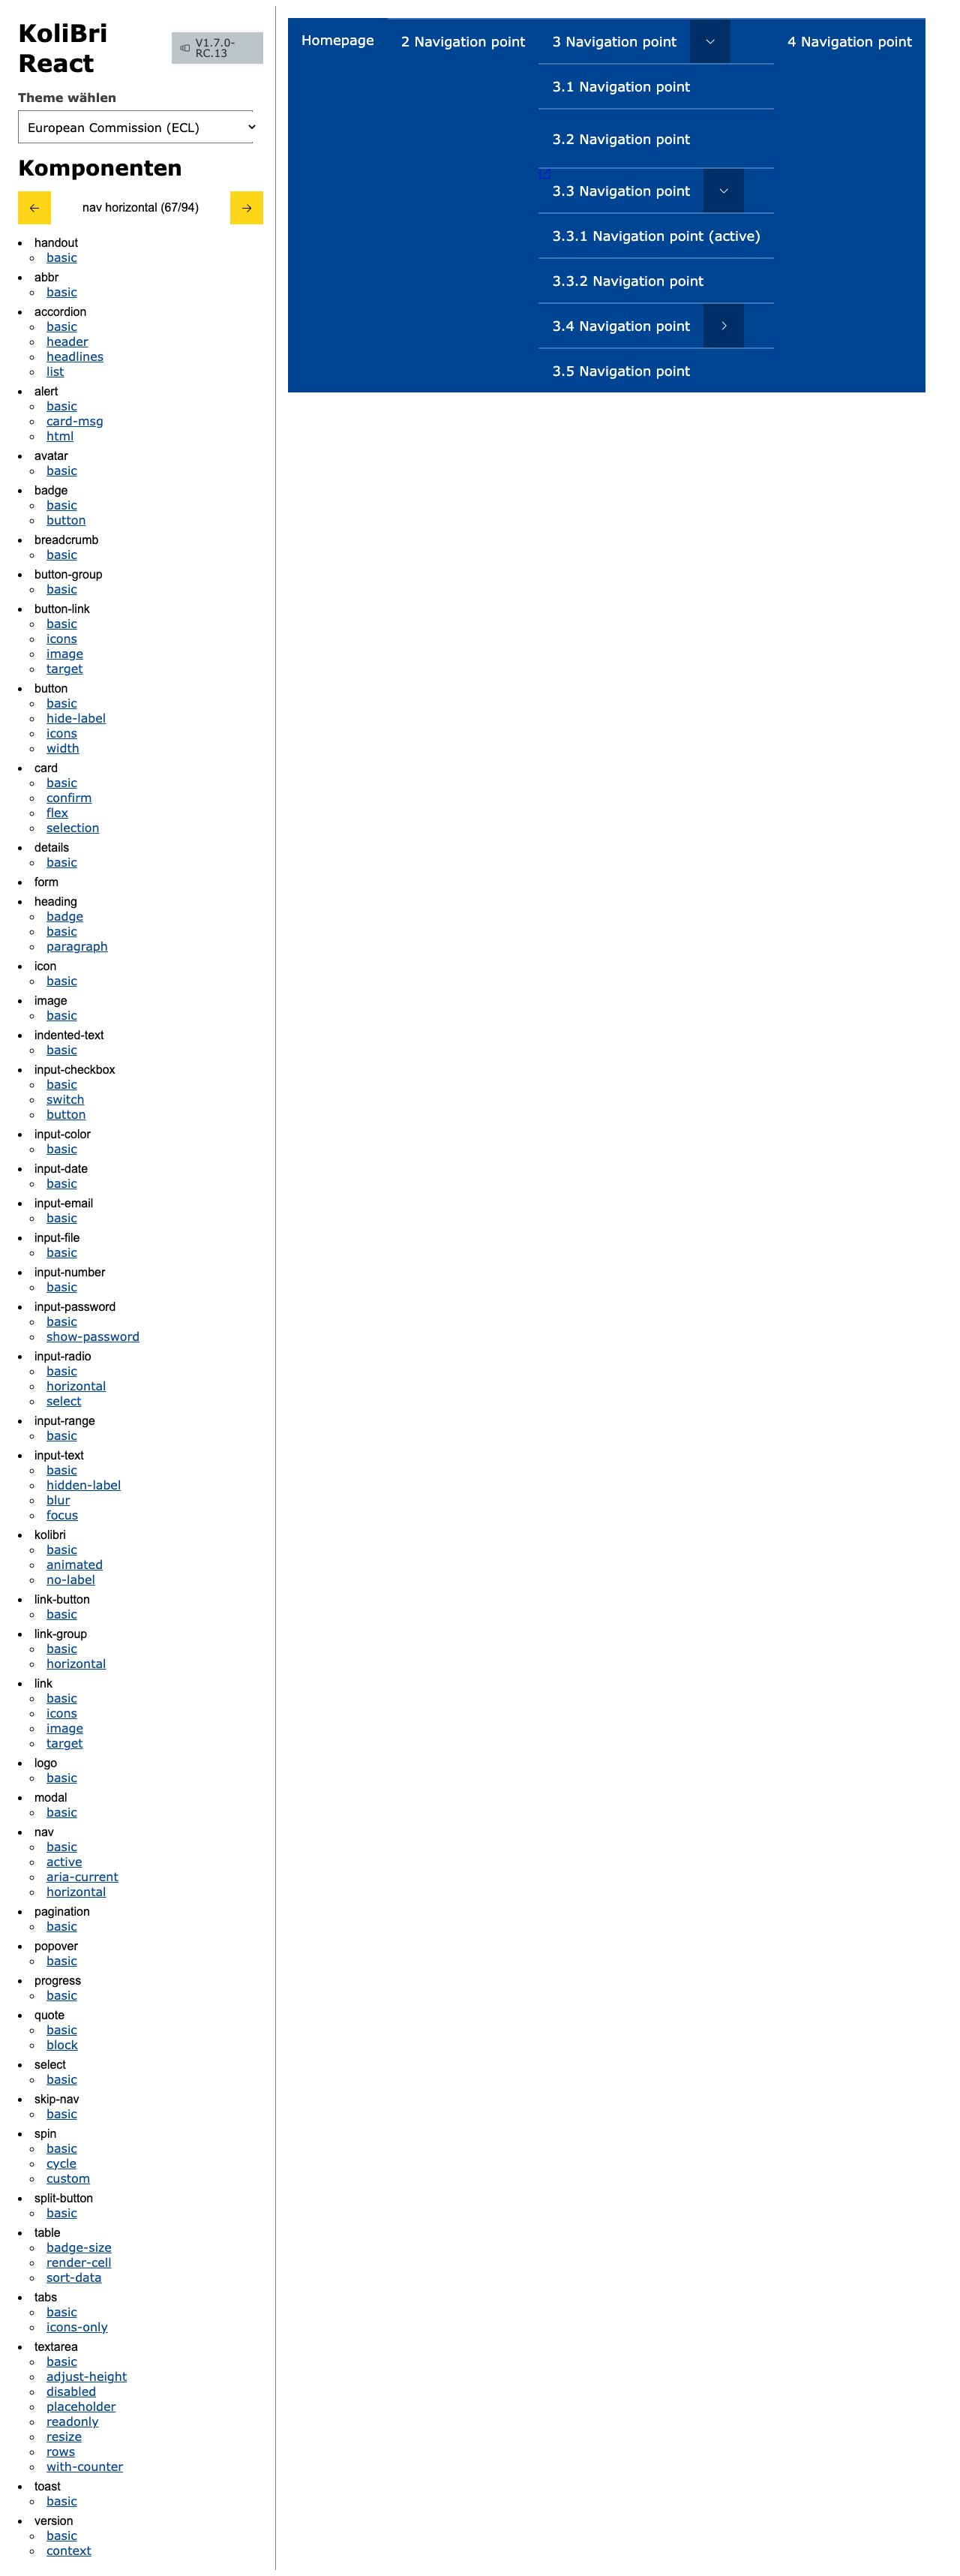 KoliBri
React
V1.7.0-
RC.13
Theme wählen
European Commission (ECL)
Komponenten
nav horizontal (67/94)
handout
basic
abbr
basic
accordion
basic
header
headlines
list
alert
basic
card-msg
html
avatar
basic
badge
basic
button
breadcrumb
basic
button-group
basic
button-link
basic
icons
image
target
button
basic
hide-label
icons
width
card
basic
confirm
flex
selection
details
basic
form
heading
badge
basic
paragraph
icon
basic
image
basic
indented-text
basic
input-checkbox
basic
switch
button
input-color
basic
input-date
basic
input-email
basic
input-file
basic
input-number
basic
input-password
basic
show-password
input-radio
basic
horizontal
select
input-range
basic
input-text
basic
hidden-label
blur
focus
kolibri
basic
animated
no-label
link-button
basic
link-group
basic
horizontal
link
basic
icons
image
target
logo
basic
modal
basic
nav
basic
active
aria-current
horizontal
pagination
basic
popover
basic
progress
basic
quote
basic
block
select
basic
skip-nav
basic
spin
basic
cycle
custom
split-button
basic
table
badge-size
render-cell
sort-data
tabs
basic
icons-only
textarea
basic
adjust-height
disabled
placeholder
readonly
resize
rows
with-counter
toast
basic
version
basic
context
Homepage
2 Navigation point
3 Navigation point
3.1 Navigation point
3.2 Navigation point
3.3 Navigation point
3.3.1 Navigation point (active)
3.3.2 Navigation point
3.4 Navigation point
3.5 Navigation point
4 Navigation point